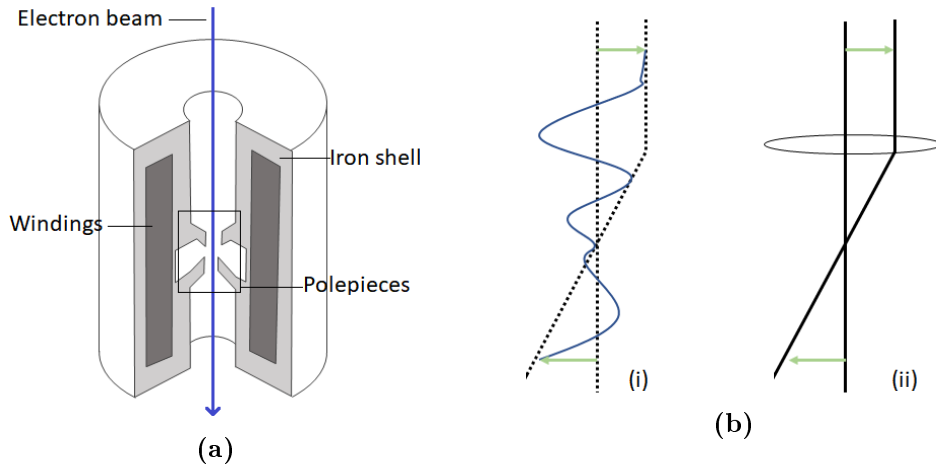 Electron beam
Iron shell
Windings
Polepieces
(a)
(i)
(ii)
(b)